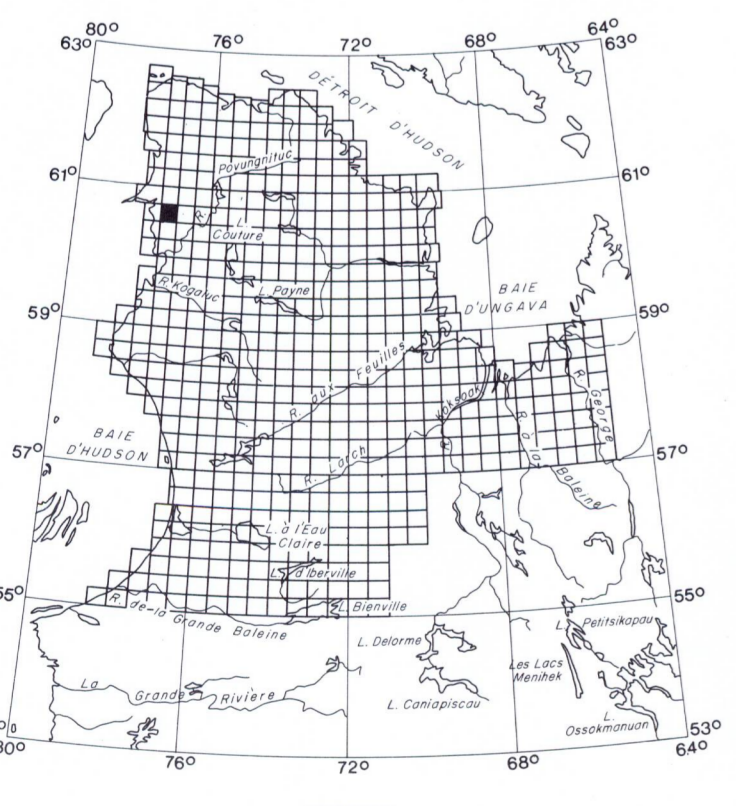 80°
76°
72°
68°
64°
63°
63°
DÉTROIT D'HUDSON
Povungnituc
61°
61°
R.
L.
Couture
R. Kogaluc
L. Payne
BAIE
D'UNGAVA
59°
59°
R. aux Feuilles
Koksoak
R.
R. George
R. à la Baleine
BAIE
D'HUDSON
57°
57°
R. Larch
L. à l'Eau
Claire
L. d'Iberville
55°
55°
R. de la Grande Baleine
L. Bienville
L. Petitsikapau
L. Delorme
Les Lacs
Menihek
La Grande Rivière
L. Caniapiscau
L.
Ossokmanuan
53°
80°
76°
72°
68°
64°